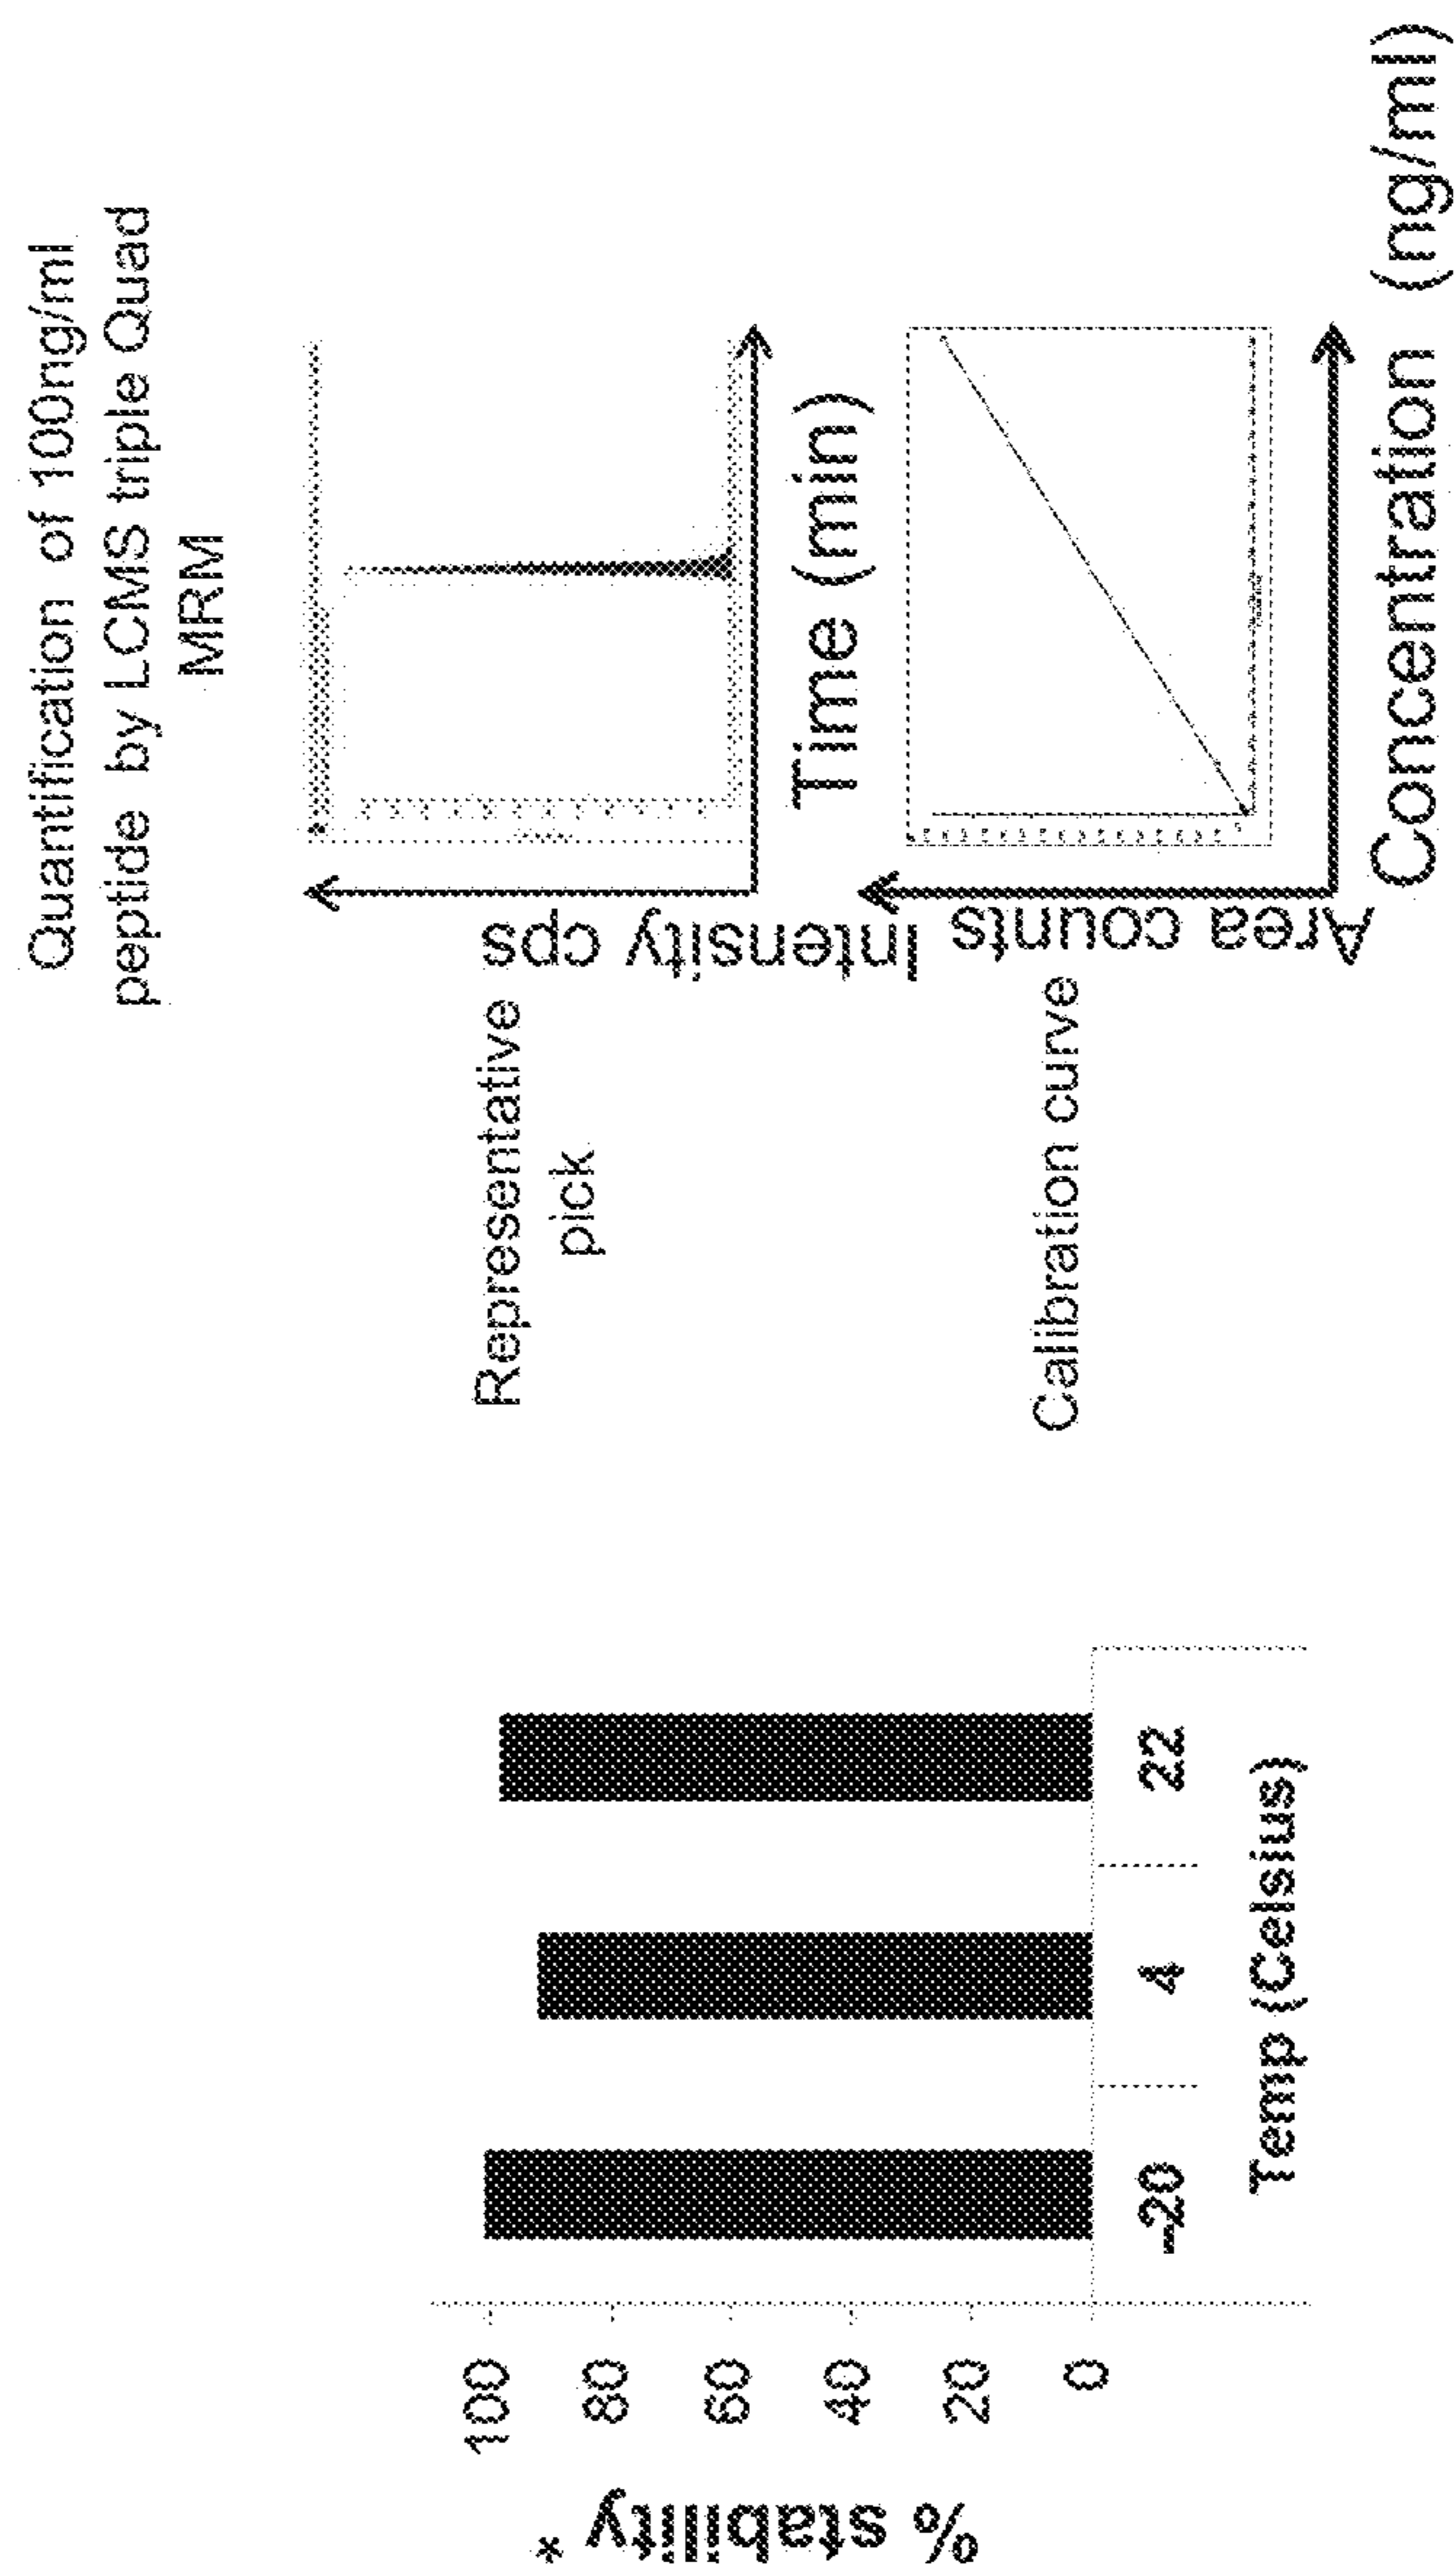 Quantification of 100ng/ml
peptide by LCMS triple Quad
MRM
Representative
pick
Intensity cps
Time (min)
Calibration curve
Area counts
Concentration (ng/ml)
% stability *
100
80
60
40
20
0
-20 4 22
Temp (Celsius)